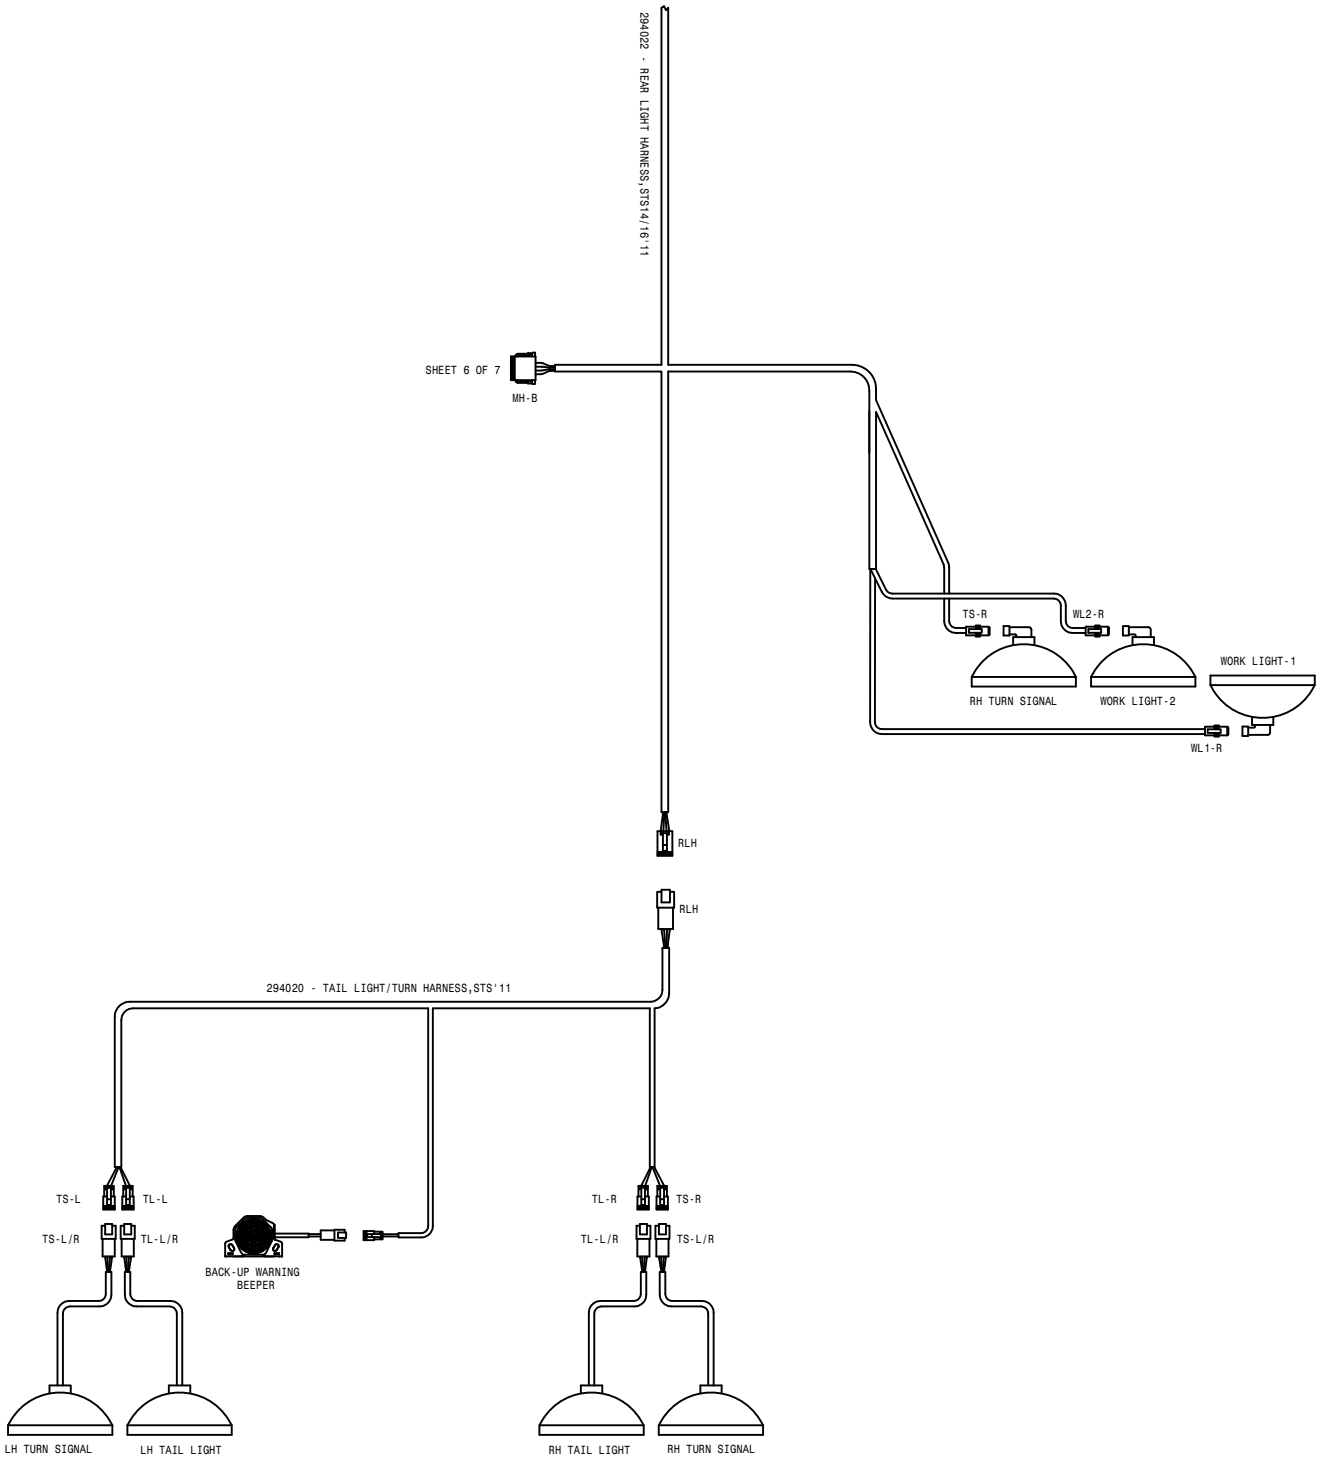 294022 - REAR LIGHT HARNESS,STS14/16'11
SHEET 6 OF 7
MH-B
TS-R
WL2-R
WORK LIGHT-1
RH TURN SIGNAL
WORK LIGHT-2
WL1-R
RLH
RLH
294020 - TAIL LIGHT/TURN HARNESS,STS'11
TS-L
TL-L
TL-R
TS-R
TS-L/R
TL-L/R
TL-L/R
TS-L/R
BACK-UP WARNING
BEEPER
LH TURN SIGNAL
LH TAIL LIGHT
RH TAIL LIGHT
RH TURN SIGNAL